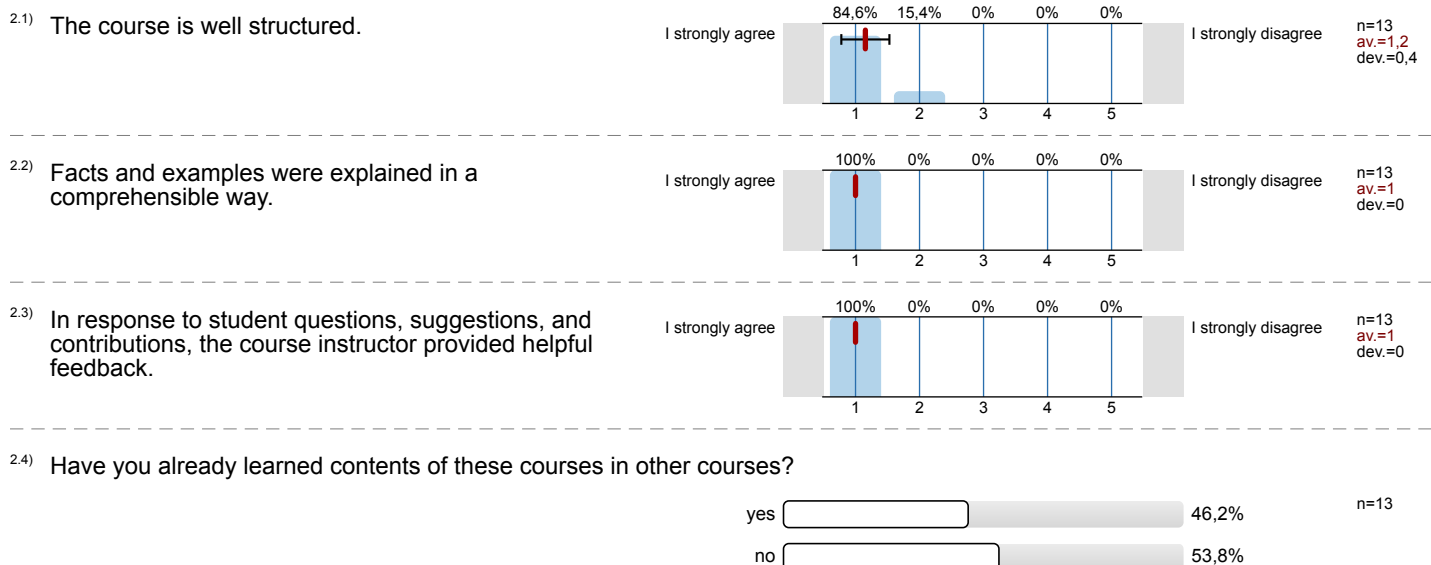 2.1) The course is well structured.
84,6% 15,4% 0% 0% 0%
I strongly agree
I strongly disagree
n=13
av.=1,2
dev.=0,4
1 2 3 4 5
2.2) Facts and examples were explained in a
comprehensible way.
100% 0% 0% 0% 0%
I strongly agree
I strongly disagree
n=13
av.=1
dev.=0
1 2 3 4 5
2.3) In response to student questions, suggestions, and
contributions, the course instructor provided helpful
feedback.
100% 0% 0% 0% 0%
I strongly agree
I strongly disagree
n=13
av.=1
dev.=0
1 2 3 4 5
2.4) Have you already learned contents of these courses in other courses?
yes 46,2%
n=13
no 53,8%